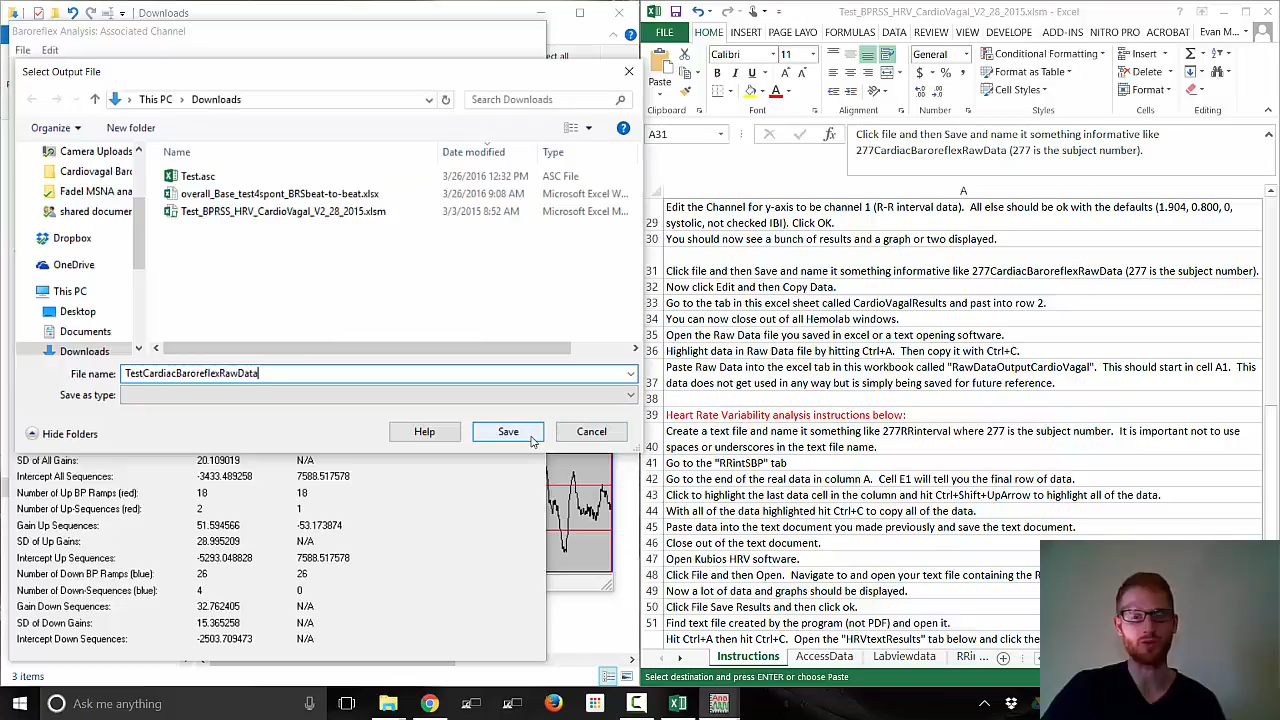 Downloads
Baroreflex Analysis: Associated Channel
File Edit
Select Output File
This PC > Downloads
Search Downloads
Organize
New folder
Camera Uploads
Cardiovagal Bar
Fadel MSNA ana
shared documer
Dropbox
OneDrive
This PC
Desktop
Documents
Downloads
Name Date modified Type
Test.asc 3/26/2016 12:32 PM ASC File
overall_Base_test4spont_BRSbeat-to-beat.xlsx 3/26/2016 9:08 AM Microsoft Excel W...
Test_BPRSS_HRV_CardioVagal_V2_28_2015.xlsm 3/3/2015 8:52 AM Microsoft Excel M...
File name: TestCardiacBaroreflexRawData
Save as type:
Hide Folders
Help Save Cancel
SD of All Gains: 20.109019 N/A
Intercept All Sequences: -3433.489258 7588.517578
Number of Up BP Ramps (red): 18 18
Number of Up-Sequences (red): 2 1
Gain Up Sequences: 51.594566 -53.173874
SD of Up Gains: 28.995209 N/A
Intercept Up Sequences: -5293.048828 7588.517578
Number of Down BP Ramps (blue): 26 26
Number of Down-Sequences (blue): 4 0
Gain Down Sequences: 32.762405 N/A
SD of Down Gains: 15.365258 N/A
Intercept Down Sequences: -2503.709473 N/A
3 items
Test_BPRSS_HRV_CardioVagal_V2_28_2015.xlsm - Excel
FILE HOME INSERT PAGE LAYO FORMULAS DATA REVIEW VIEW DEVELOPE ADD-INS NITRO PRO ACROBAT Evan M...
Paste
Clipboard
Calibri 11
B I U
Font
Alignment
General
$ % ,
Number
Conditional Formatting
Format as Table
Cell Styles
Styles
Insert
Delete
Format
Cells
Editing
A31
Click file and then Save and name it something informative like
277CardiacBaroreflexRawData (277 is the subject number).
A
Edit the Channel for y-axis to be channel 1 (R-R interval data). All else should be ok with the defaults (1.904, 0.800, 0,
29 systolic, not checked IBI). Click OK.
30 You should now see a bunch of results and a graph or two displayed.
31 Click file and then Save and name it something informative like 277CardiacBaroreflexRawData (277 is the subject number).
32 Now click Edit and then Copy Data.
33 Go to the tab in this excel sheet called CardioVagalResults and past into row 2.
34 You can now close out of all Hemolab windows.
35 Open the Raw Data file you saved in excel or a text opening software.
36 Highlight data in Raw Data file by hitting Ctrl+A. Then copy it with Ctrl+C.
Paste Raw Data into the excel tab in this workbook called "RawDataOutputCardioVagal". This should start in cell A1. This
37 data does not get used in any way but is simply being saved for future reference.
38
39 Heart Rate Variability analysis instructions below:
Create a text file and name it something like 277RRinterval where 277 is the subject number. It is important not to use
40 spaces or underscores in the text file name.
41 Go to the "RRintSBP" tab
42 Go to the end of the real data in column A. Cell E1 will tell you the final row of data.
43 Click to highlight the last data cell in the column and hit Ctrl+Shift+UpArrow to highlight all of the data.
44 With all of the data highlighted hit Ctrl+C to copy all of the data.
45 Paste data into the text document you made previously and save the text document.
46 Close out of the text document.
47 Open Kubios HRV software.
48 Click File and then Open. Navigate to and open your text file containing the R
49 Now a lot of data and graphs should be displayed.
50 Click File Save Results and then click ok.
51 Find text file created by the program (not PDF) and open it.
Hit Ctrl+A then hit Ctrl+C. Open the "HRVtextResults" tab below and click the
Instructions AccessData Labviewdata RRir ...
Select destination and press ENTER or choose Paste
Ask me anything